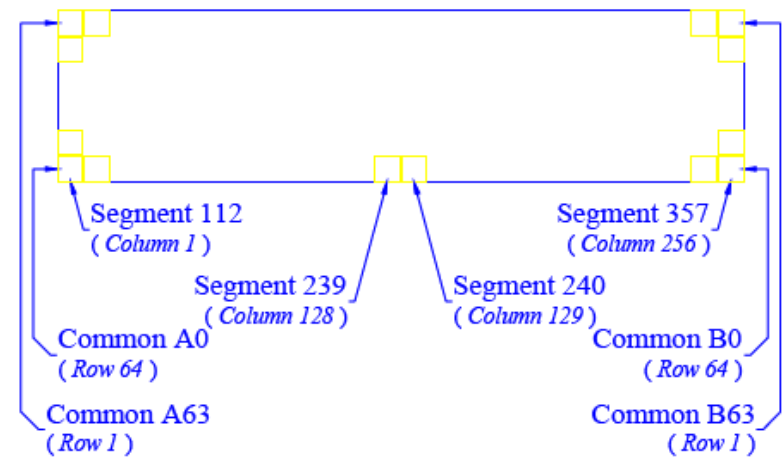 Segment 112
( Column 1 )
Segment 357
( Column 256 )
Segment 239
( Column 128 )
Segment 240
( Column 129 )
Common A0
( Row 64 )
Common B0
( Row 64 )
Common A63
( Row 1 )
Common B63
( Row 1 )